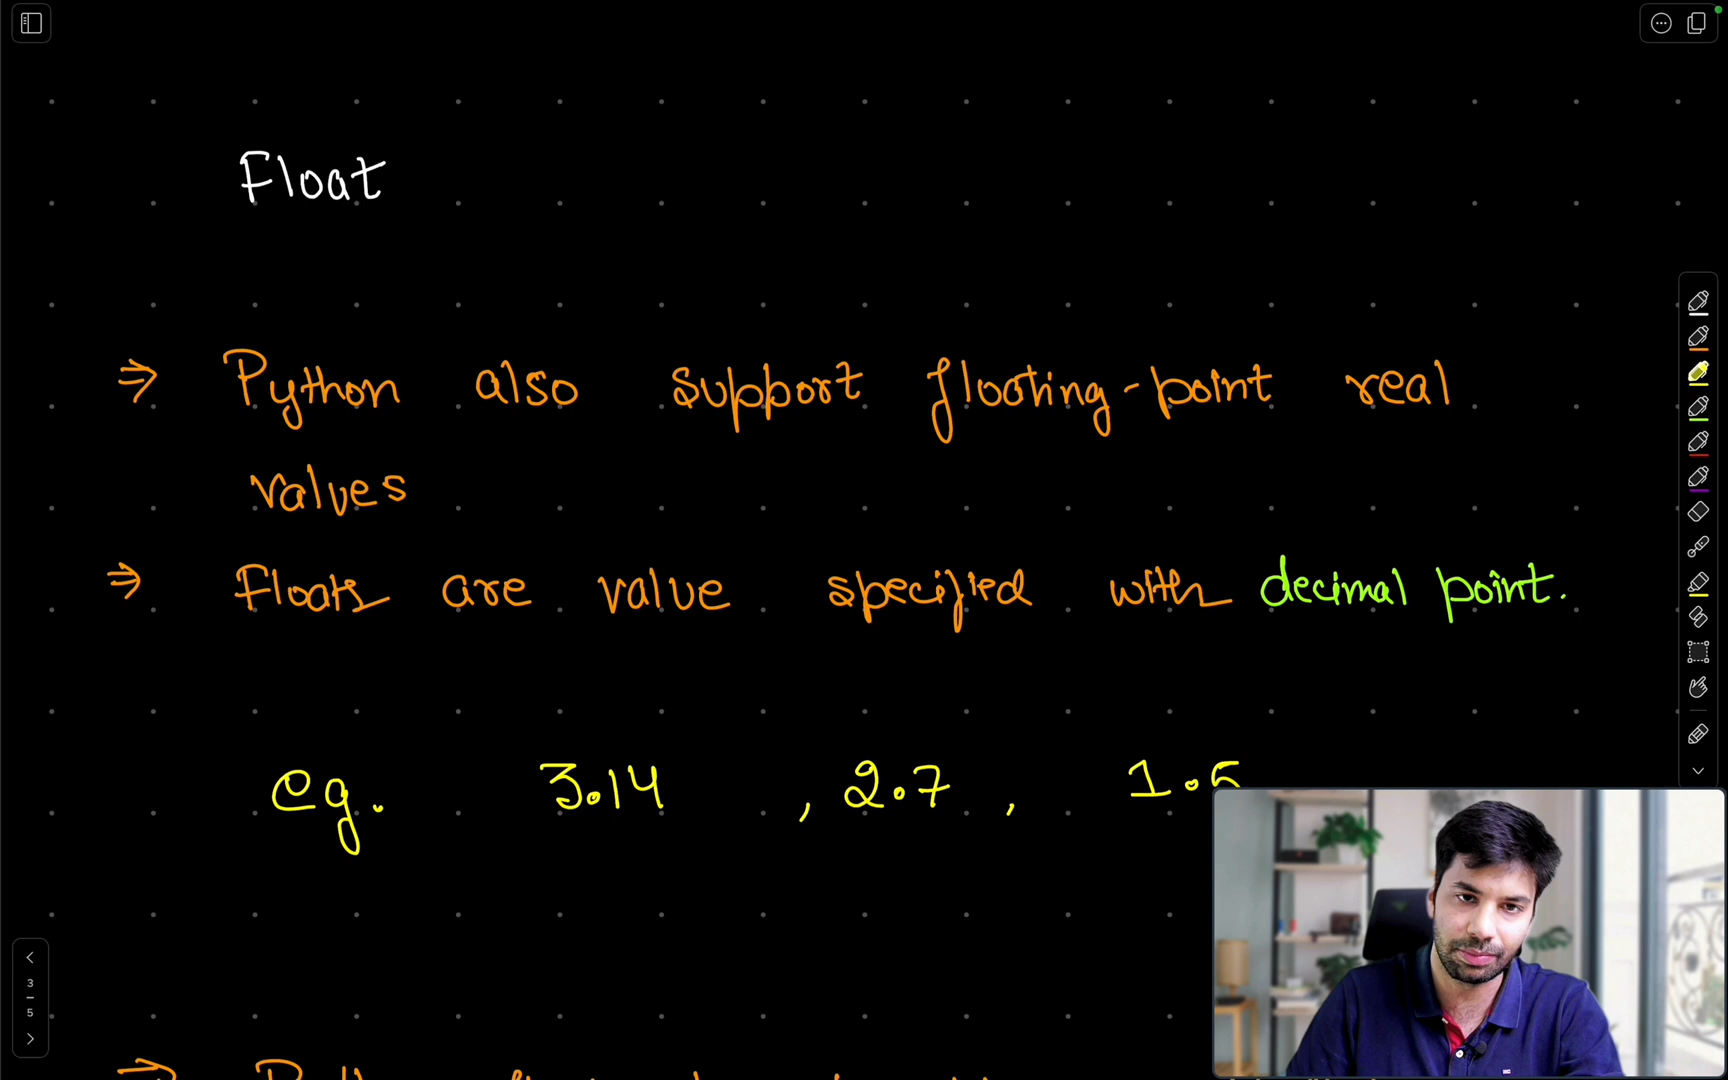 Float
⇒ Python also support floating-point real
values
⇒ Floats are value specified with decimal point.
eg. 3.14 , 2.7 ,
3
5